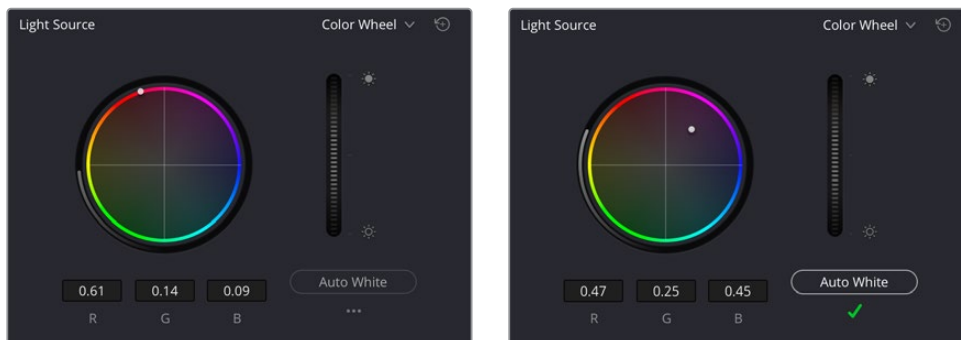 Light Source Color Wheel
0.61 0.14 0.09 Auto White
R G B
Light Source Color Wheel
0.47 0.25 0.45 Auto White
R G B